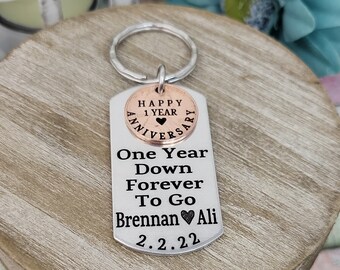 HAPPY
1 YEAR
♥
ANNIVERSARY
One Year
Down
Forever
To Go
Brennan♥Ali
2.2.22